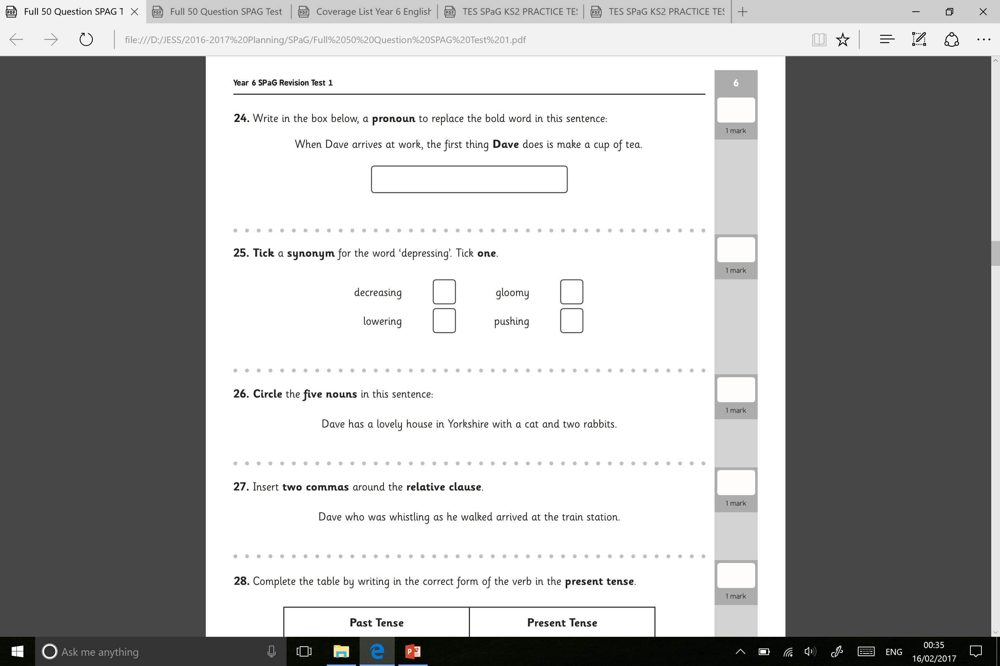 Full 50 Question SPAG T
Full 50 Question SPAG Test
Coverage List Year 6 English
TES SPaG KS2 PRACTICE TES
TES SPaG KS2 PRACTICE TES
file:///D:/JESS/2016-2017%20Planning/SPaG/Full%2050%20Question%20SPAG%20Test%201.pdf
Year 6 SPaG Revision Test 1
6
24. Write in the box below, a pronoun to replace the bold word in this sentence:
1 mark
When Dave arrives at work, the first thing Dave does is make a cup of tea.
25. Tick a synonym for the word ‘depressing’. Tick one.
1 mark
decreasing gloomy
lowering pushing
26. Circle the five nouns in this sentence:
1 mark
Dave has a lovely house in Yorkshire with a cat and two rabbits.
27. Insert two commas around the relative clause.
1 mark
Dave who was whistling as he walked arrived at the train station.
28. Complete the table by writing in the correct form of the verb in the present tense.
1 mark
Past Tense Present Tense
Ask me anything
ENG
00:35
16/02/2017